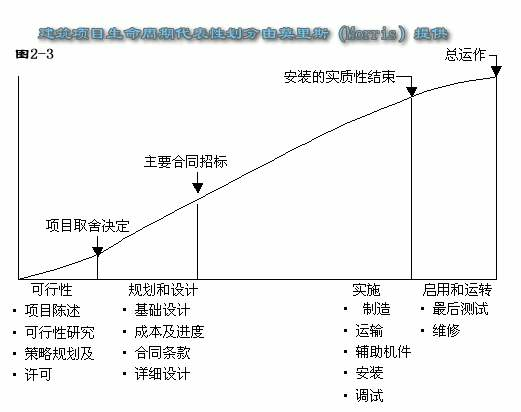 建筑项目生命周期代表性划分由莫里斯（Morris）提供
图2-3
总运作
安装的实质性结束
主要合同招标
项目取舍决定
可行性
• 项目陈述
• 可行性研究
• 策略规划及
• 许可
规划和设计
• 基础设计
• 成本及进度
• 合同条款
• 详细设计
实施
• 制造
• 运输
• 辅助机件
• 安装
• 调试
启用和运转
• 最后测试
• 维修